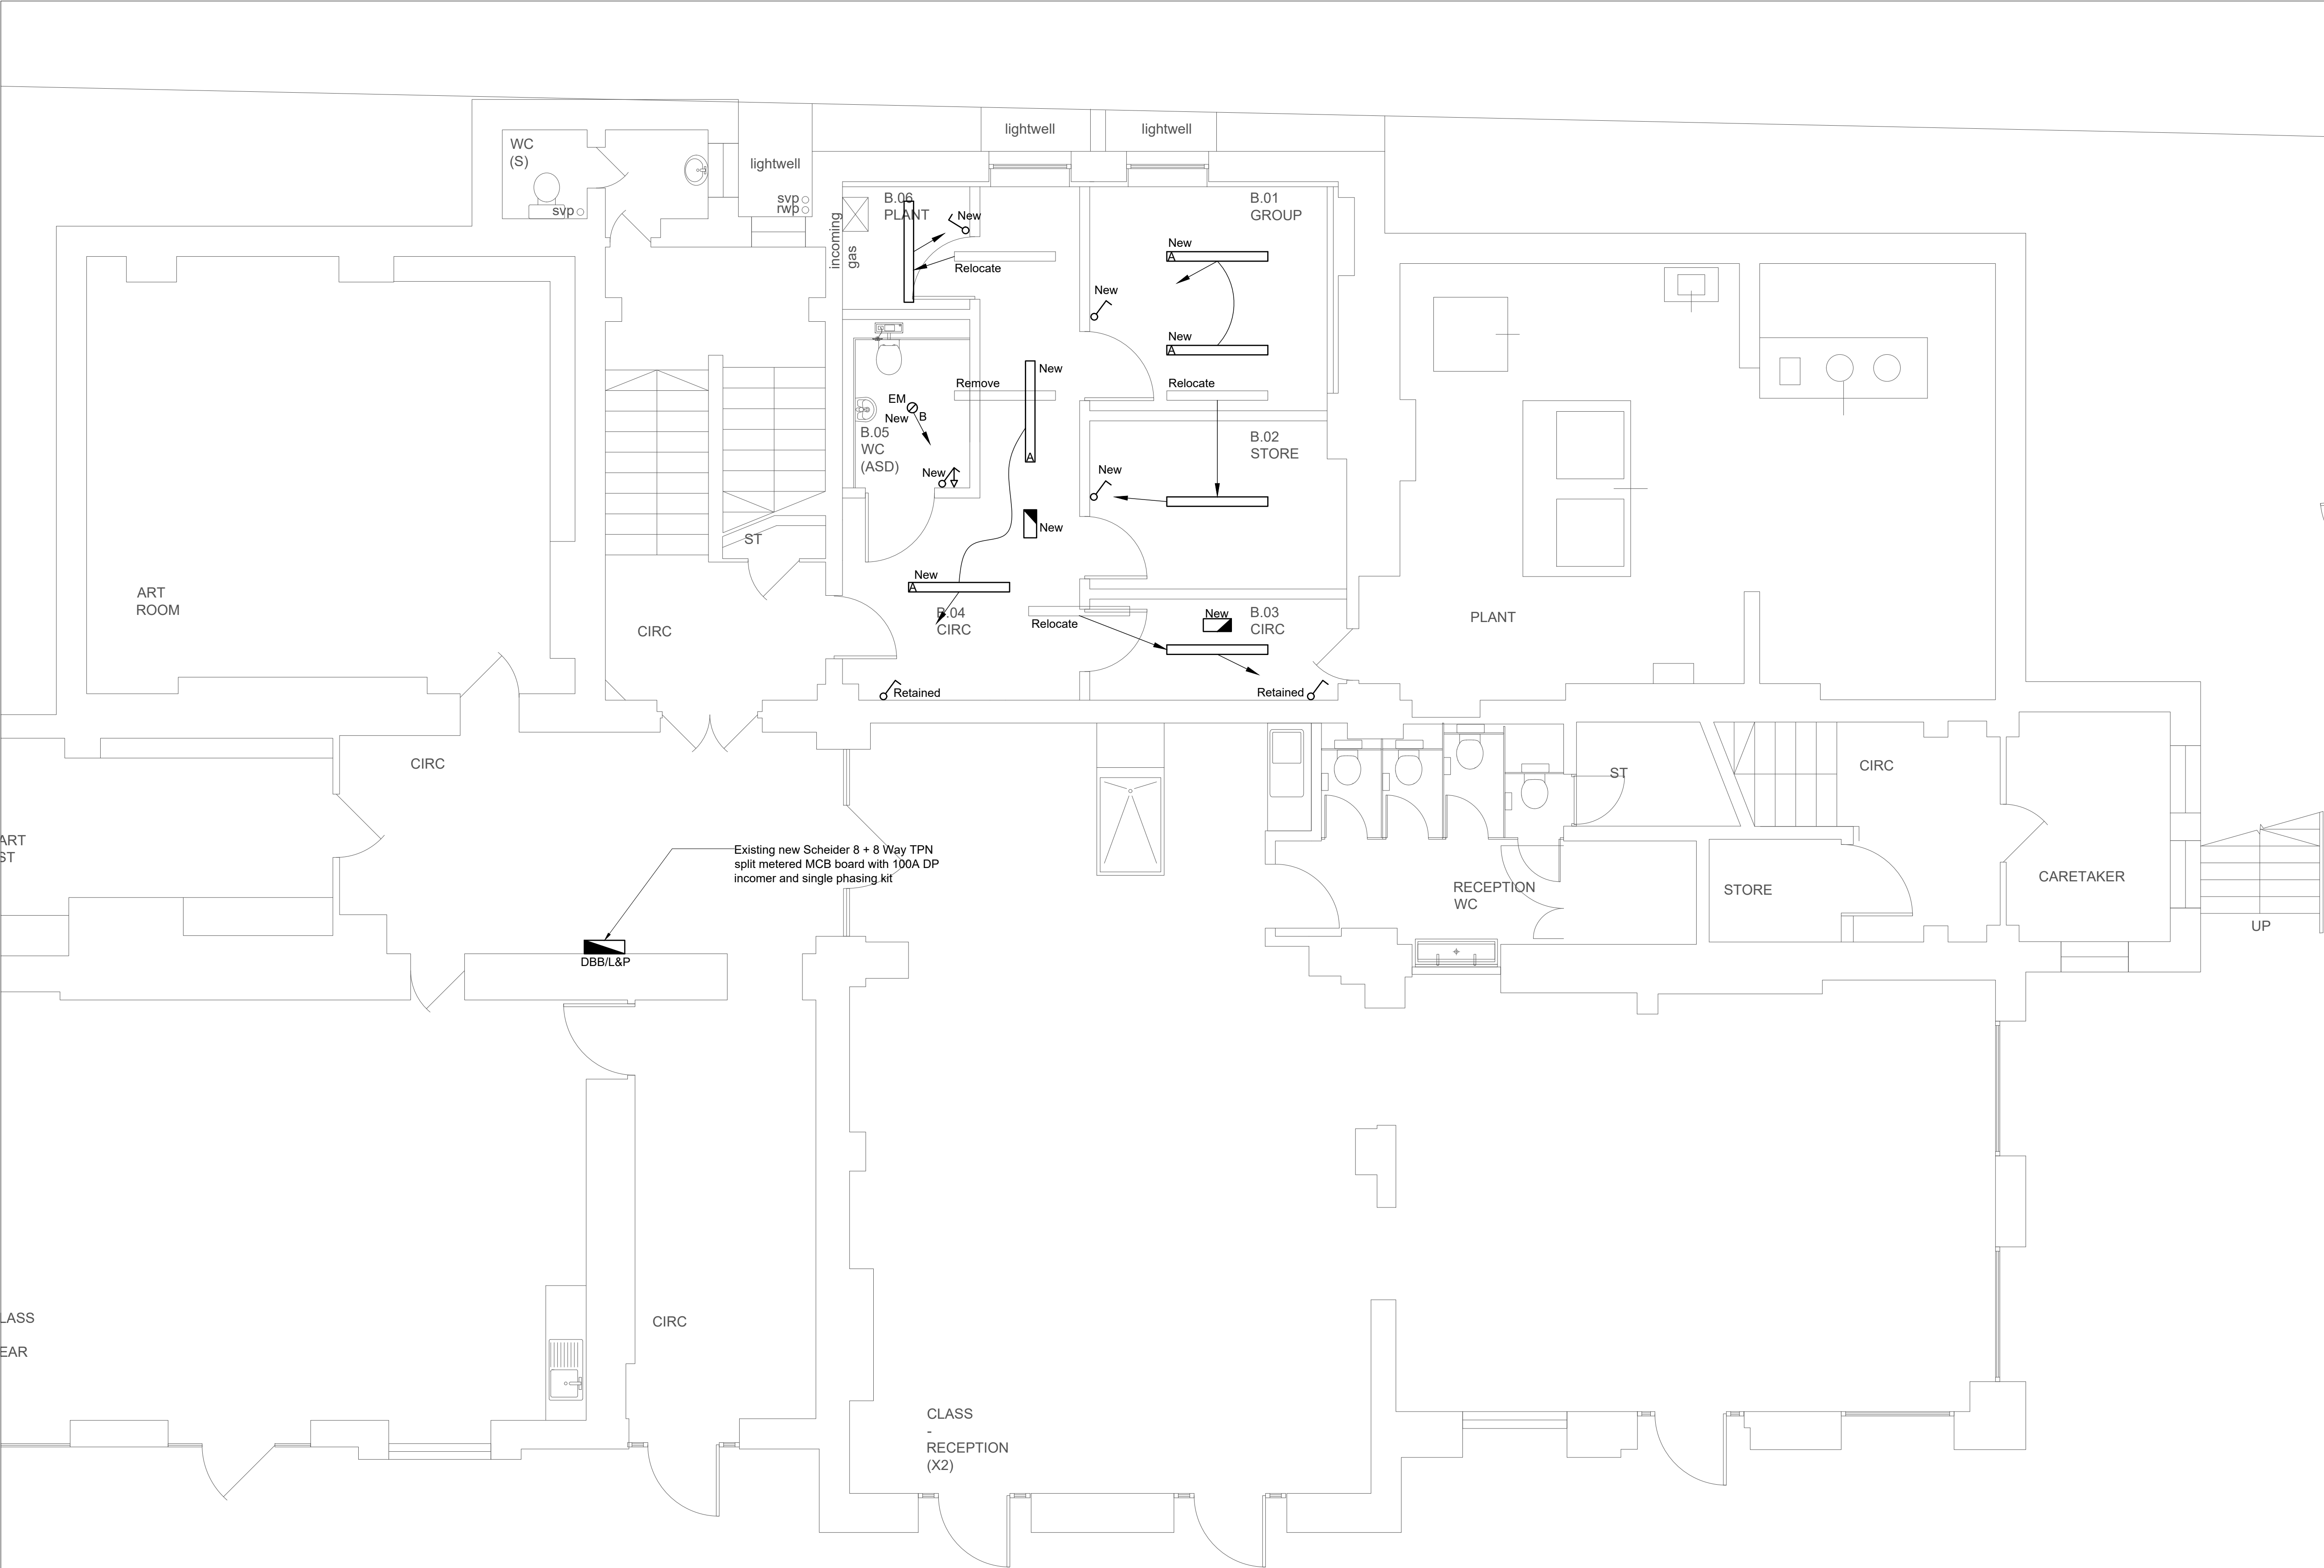 lightwell
lightwell
WC
(S)
lightwell
svp
svp
rwp
incoming
gas
B.06
PLANT
New
Relocate
B.01
GROUP
New
A
New
New
A
New
Remove
Relocate
EM
New
B
B.05
WC
(ASD)
New
A
B.02
STORE
New
New
ST
ART
ROOM
CIRC
New
A
B.04
CIRC
Relocate
New
B.03
CIRC
PLANT
Retained
Retained
CIRC
ST
CIRC
ART
ST
Existing new Scheider 8 + 8 Way TPN
split metered MCB board with 100A DP
incomer and single phasing kit
DBB/L&P
RECEPTION
WC
STORE
CARETAKER
UP
LASS
EAR
CIRC
CLASS
-
RECEPTION
(X2)